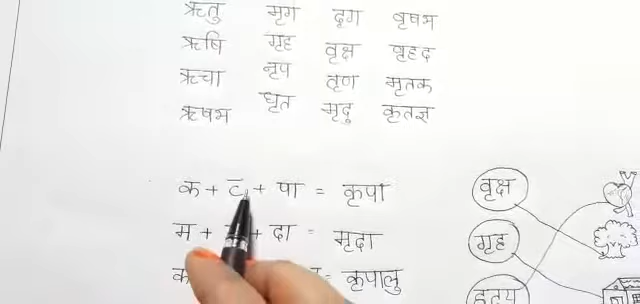 ऋतु मृग दृग वृषभ
ऋषि गृह वृक्ष वृहद
ऋचा नृप तृण मृतक
ऋषभ धृत मृदु कृतज्ञ
क + + पा = कृपा
म + + दा = मृदा
क = कृपालु
वृक्ष
गृह
हृदय